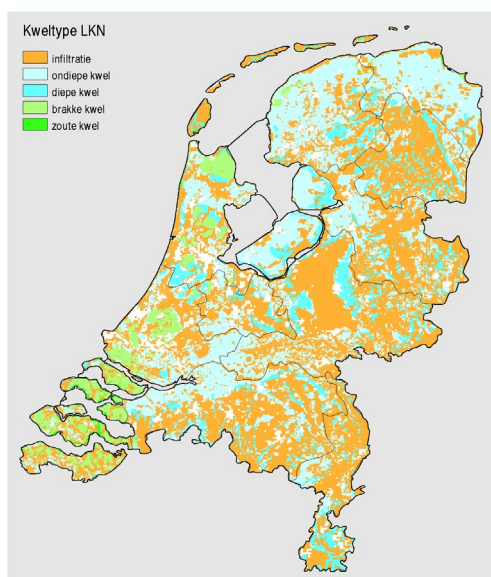 Kweltype LKN
infiltratie
ondiepe kwel
diepe kwel
brakke kwel
zoute kwel